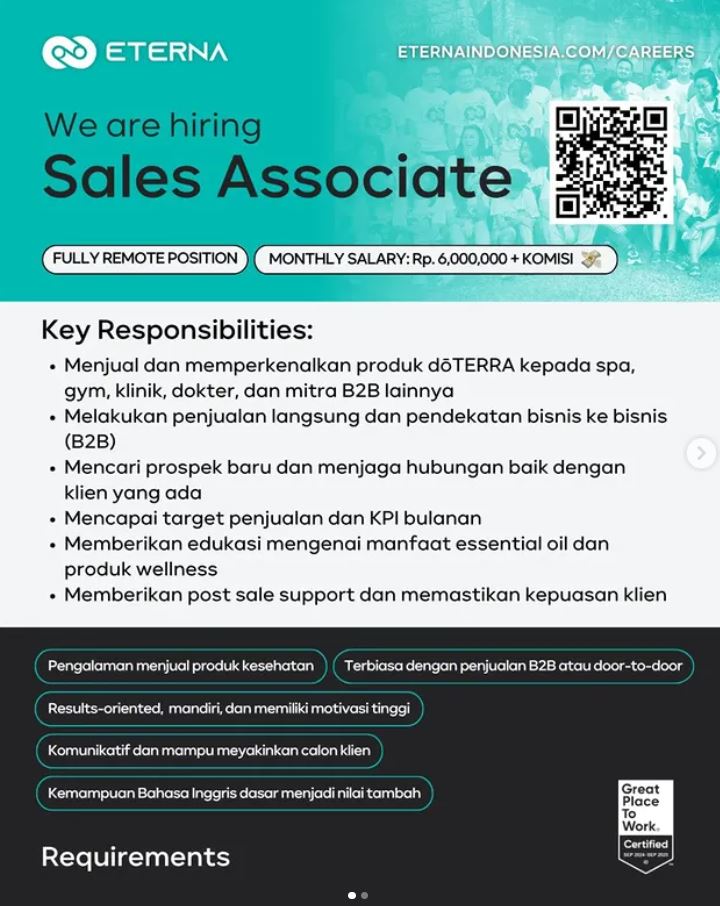 ETERNA
ETERNAINDONESIA.COM/CAREERS
We are hiring
Sales Associate
FULLY REMOTE POSITION
MONTHLY SALARY: Rp. 6,000,000 + KOMISI 💸
Key Responsibilities:
• Menjual dan memperkenalkan produk dōTERRA kepada spa,
gym, klinik, dokter, dan mitra B2B lainnya
• Melakukan penjualan langsung dan pendekatan bisnis ke bisnis
(B2B)
• Mencari prospek baru dan menjaga hubungan baik dengan
klien yang ada
• Mencapai target penjualan dan KPI bulanan
• Memberikan edukasi mengenai manfaat essential oil dan
produk wellness
• Memberikan post sale support dan memastikan kepuasan klien
Pengalaman menjual produk kesehatan
Terbiasa dengan penjualan B2B atau door-to-door
Results-oriented, mandiri, dan memiliki motivasi tinggi
Komunikatif dan mampu meyakinkan calon klien
Kemampuan Bahasa Inggris dasar menjadi nilai tambah
Requirements
Great
Place
To
Work.
Certified
SEP 2024-SEP 2025
ID